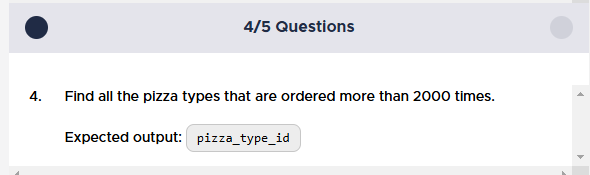 4/5 Questions
4. Find all the pizza types that are ordered more than 2000 times.
Expected output: pizza_type_id